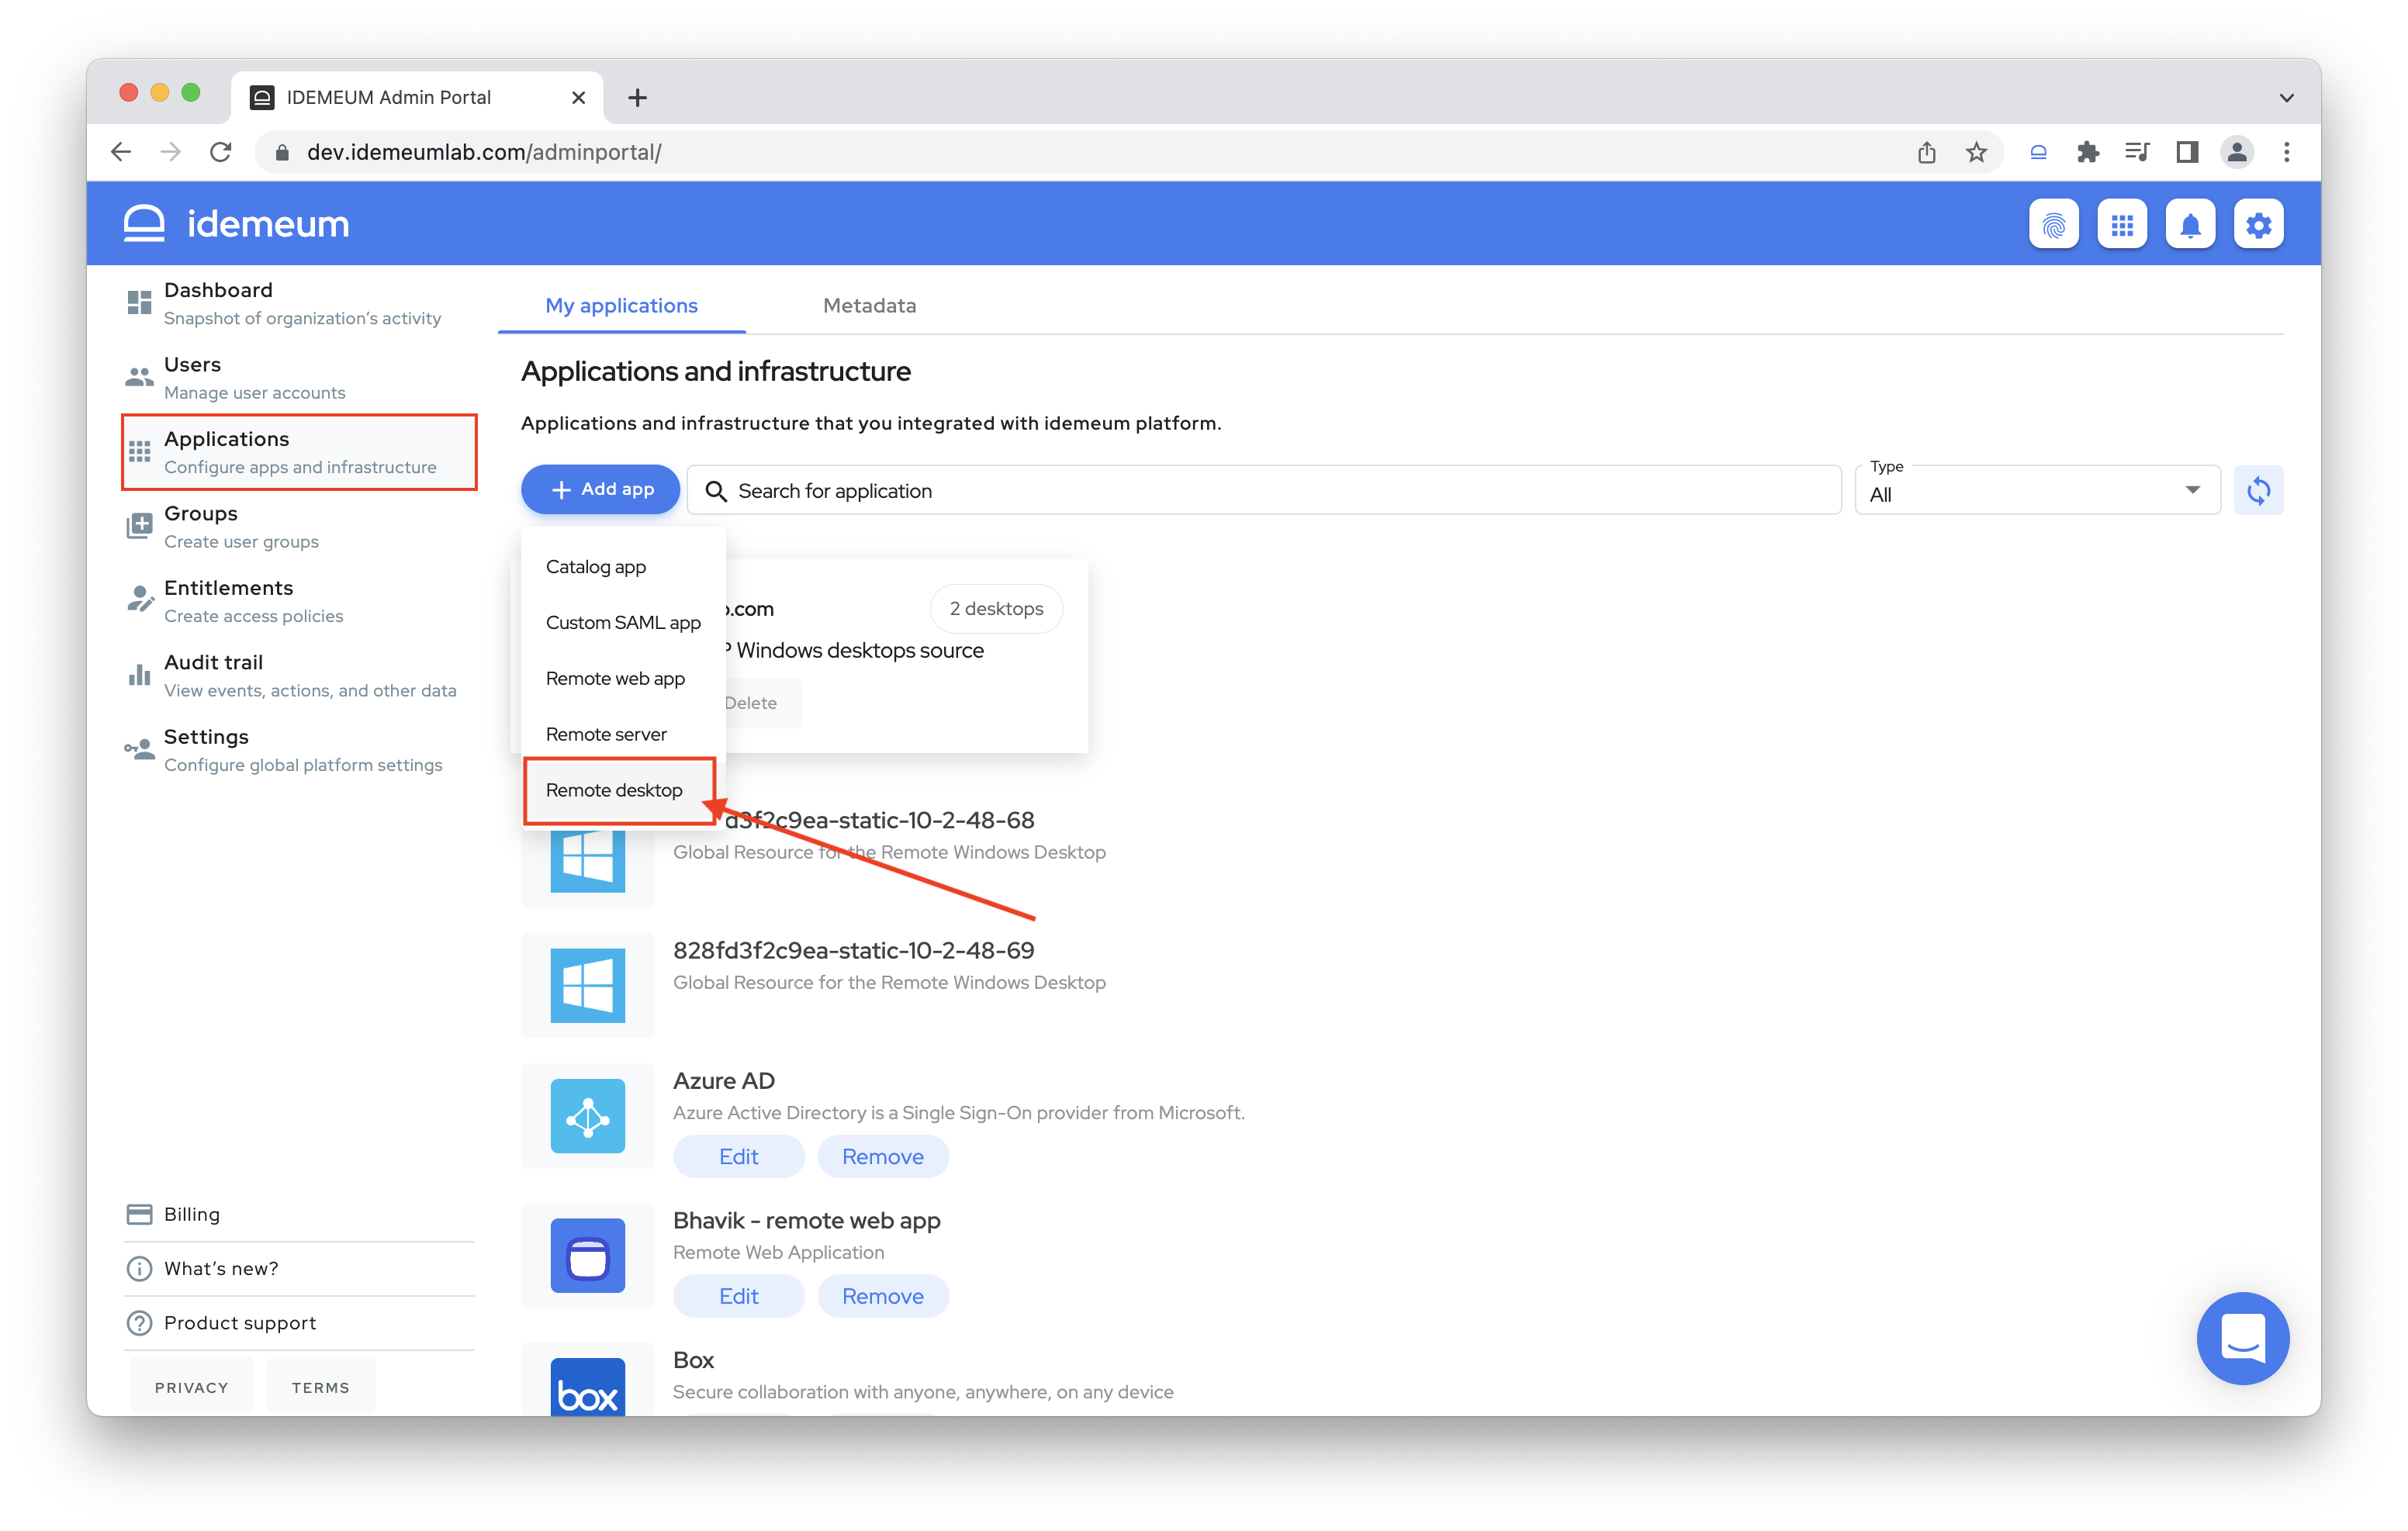 IDEMEUM Admin Portal
dev.idemeumlab.com/adminportal/
idemeum
Dashboard
Snapshot of organization's activity
Users
Manage user accounts
Applications
Configure apps and infrastructure
Groups
Create user groups
Entitlements
Create access policies
Audit trail
View events, actions, and other data
Settings
Configure global platform settings
Billing
What's new?
Product support
PRIVACY TERMS
My applications Metadata
Applications and infrastructure
Applications and infrastructure that you integrated with idemeum platform.
Add app
Search for application
Type
All
Catalog app
Custom SAML app
Remote web app
Remote server
Remote desktop
.com
2 desktops
Windows desktops source
Delete
d3f2c9ea-static-10-2-48-68
Global Resource for the Remote Windows Desktop
828fd3f2c9ea-static-10-2-48-69
Global Resource for the Remote Windows Desktop
Azure AD
Azure Active Directory is a Single Sign-On provider from Microsoft.
Edit Remove
Bhavik - remote web app
Remote Web Application
Edit Remove
box
Box
Secure collaboration with anyone, anywhere, on any device